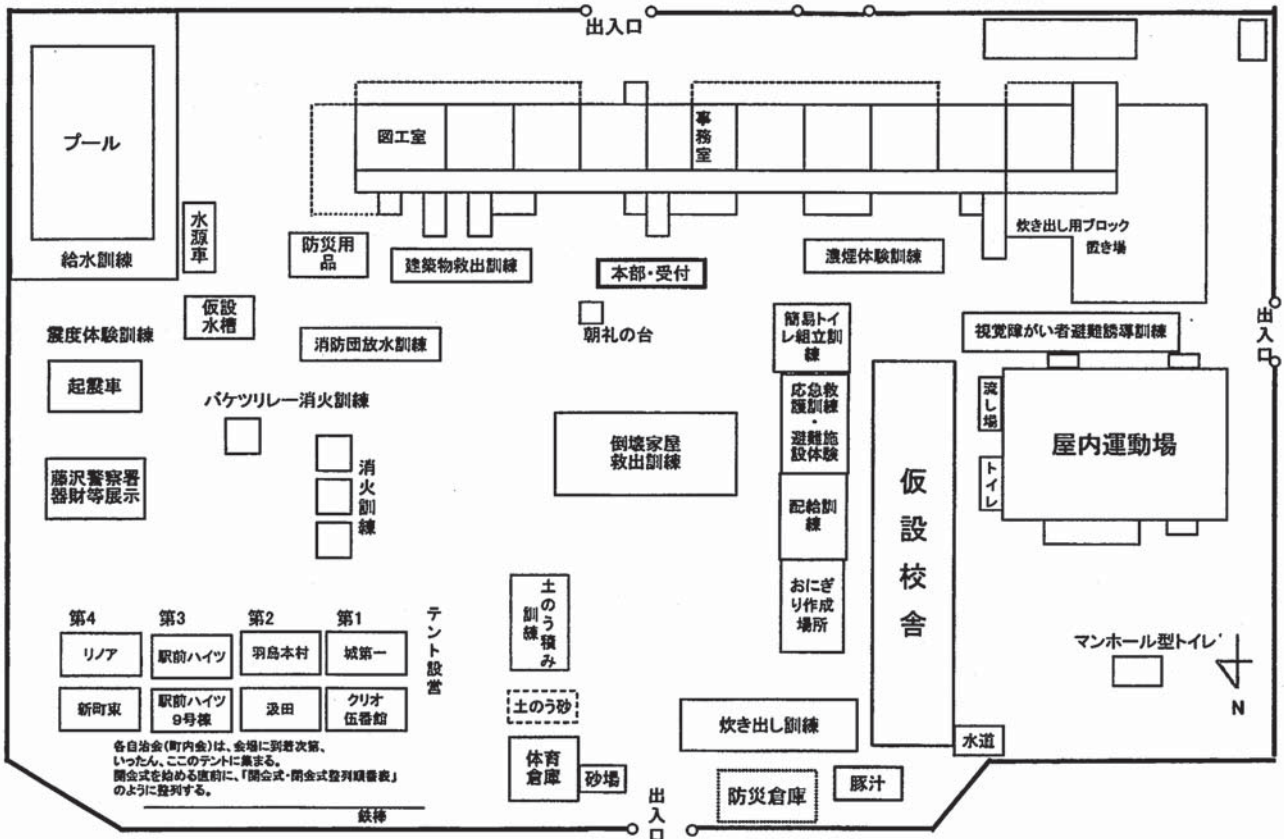 出入口
プール
給水訓練
図工室
事務室
水源車
防災用
品
建築物救出訓練
本部・受付
濃煙体験訓練
炊き出し用ブロック
置き場
出入口
仮設
水槽
震度体験訓練
起震車
消防団放水訓練
朝礼の台
簡易トイ
レ組立訓
練
視覚障がい者避難誘導訓練
バケツリレー消火訓練
応急救
護訓練
・
避難施
設体験
流し場
屋内運動場
トイレ
倒壊家屋
救出訓練
藤沢警察署
器財等展示
消火訓練
配給訓
練
仮設校舎
おにぎ
り作成
場所
土のう積み
訓練
第4
第3
第2
第1
テント設営
リノア
駅前ハイツ
羽鳥本村
城第一
新町東
駅前ハイツ
9号棟
汲田
クリオ
伍番館
マンホール型トイレ
N
土のう砂
炊き出し訓練
水道
各自治会(町内会)は、会場に到着次第、
いったん、ここのテントに集まる。
開会式を始める直前に、「開会式・閉会式整列順番表」
のように整列する。
体育
倉庫
砂場
防災倉庫
豚汁
鉄棒
出入口